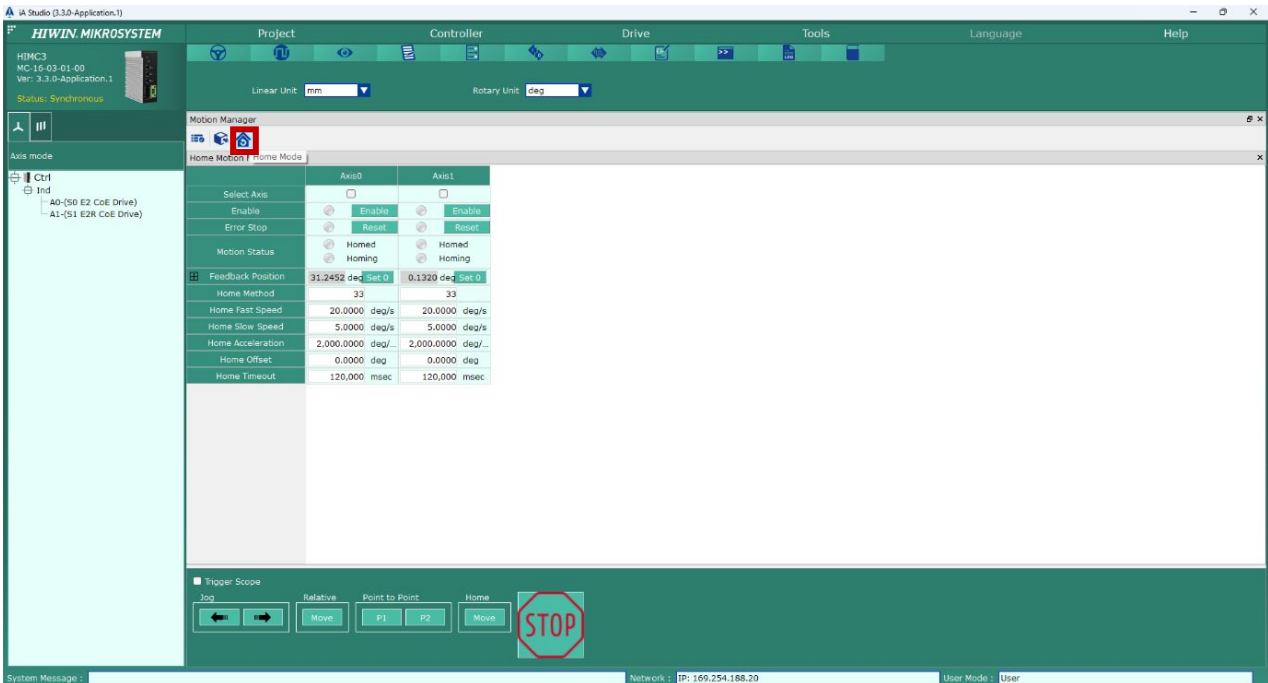 iA Studio (3.3.0-Application.1)
HIWIN. MIKROSYSTEM
Project Controller Drive Tools Language Help
HIMC3
MC-16-03-01-00
Ver: 3.3.0-Application.1
Status: Synchronous
Linear Unit mm Rotary Unit deg
Motion Manager
Axis mode
Home Motion Home Mode
Ctrl
Ind
A0-(S0 E2 CoE Drive)
A1-(S1 E2R CoE Drive)
Axis0 Axis1
Select Axis
Enable Enable Enable
Error Stop Reset Reset
Motion Status Homed Homing Homed Homing
Feedback Position 31.2452 deg Set 0 0.1320 deg Set 0
Home Method 33 33
Home Fast Speed 20.0000 deg/s 20.0000 deg/s
Home Slow Speed 5.0000 deg/s 5.0000 deg/s
Home Acceleration 2,000.0000 deg/... 2,000.0000 deg/...
Home Offset 0.0000 deg 0.0000 deg
Home Timeout 120,000 msec 120,000 msec
Trigger Scope
Jog Relative Point to Point Home
Move P1 P2 Move
STOP
System Message : Network : IP: 169.254.188.20 User Mode : User